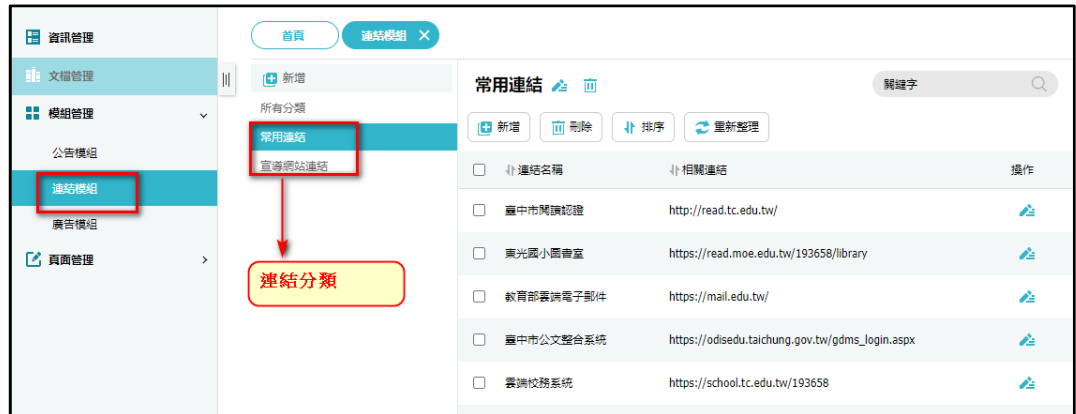 資訊管理
文檔管理
模組管理
公告模組
連結模組
廣告模組
頁面管理
首頁
連結模組
新增
所有分類
常用連結
宣導網站連結
連結分類
常用連結
關鍵字
新增 刪除 排序 重新整理
連結名稱 相關連結 操作
臺中市閱讀認證 http://read.tc.edu.tw/
東光國小圖書室 https://read.moe.edu.tw/193658/library
教育部雲端電子郵件 https://mail.edu.tw/
臺中市公文整合系統 https://odisedu.taichung.gov.tw/gdms_login.aspx
雲端校務系統 https://school.tc.edu.tw/193658